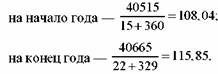 на начало года — 40515 / 15 + 360 = 108.04;
на конец года — 40665 / 22 + 329 = 115,85.